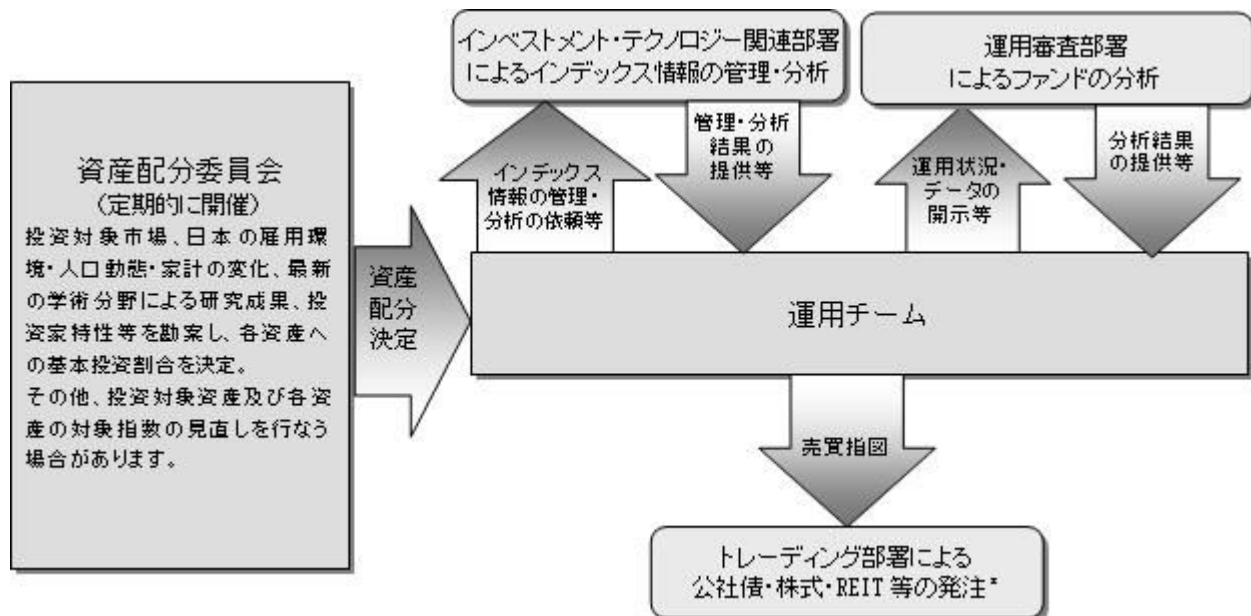 インベストメント・テクノロジー関連部署
によるインデックス情報の管理・分析
運用審査部署
によるファンドの分析
インデックス
情報の管理・
分析の依頼等
管理・分析
結果の
提供等
運用状況・
データの
開示等
分析結果
の提供等
資産配分委員会
(定期的に開催)
投資対象市場、日本の雇用環
境・人口動態・家計の変化、最新
の学術分野による研究成果、投
資家特性等を勘案し、各資産へ
の基本投資割合を決定。
その他、投資対象資産及び各資
産の対象指数の見直しを行なう
場合があります。
資産
配分
決定
運用チーム
売買指図
トレーディング部署による
公社債・株式・REIT等の発注*